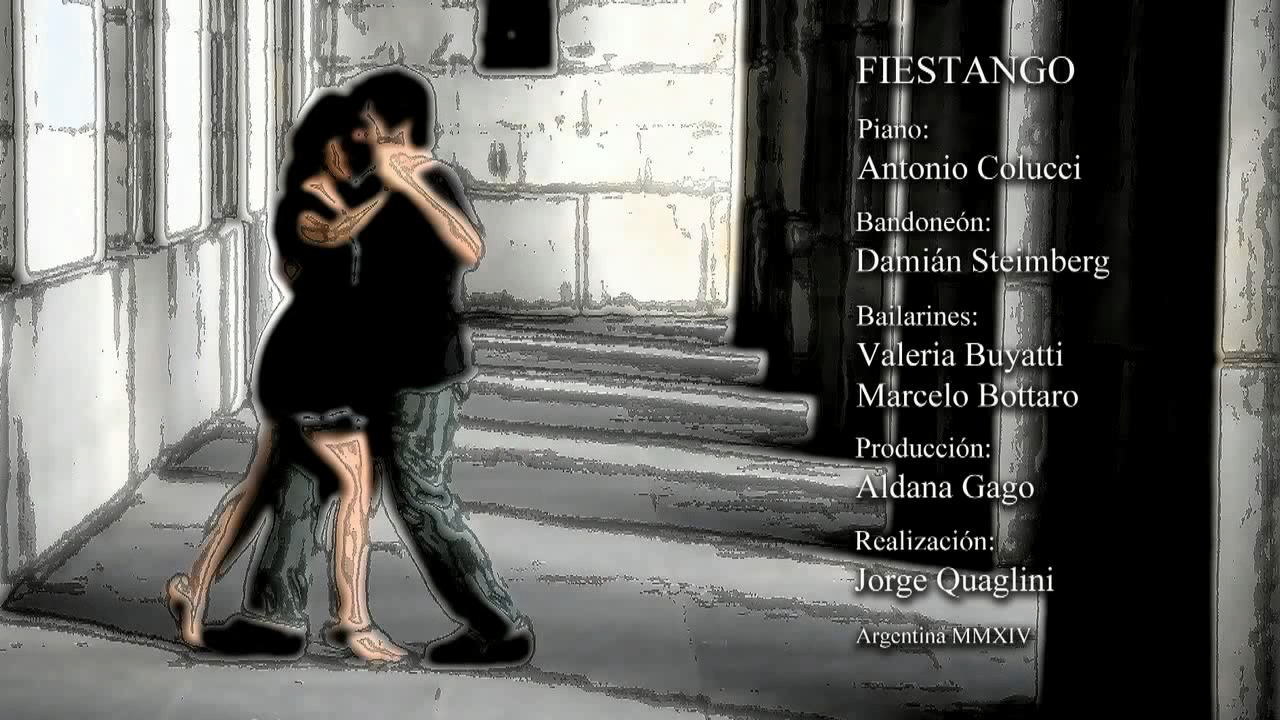 FIESTANGO
Piano:
Antonio Colucci
Bandoneón:
Damián Steimberg
Bailarines:
Valeria Buyatti
Marcelo Bottaro
Producción:
Aldana Gago
Realización:
Jorge Quaglini
Argentina MMXIV